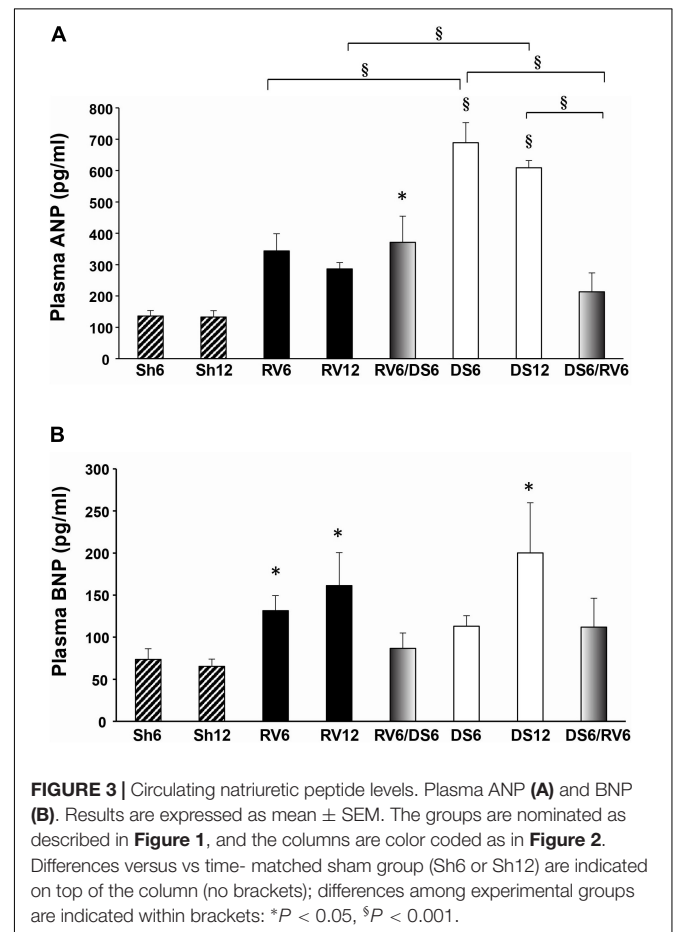 A
§
§
§
§
§
§
*
Plasma ANP (pg/ml)
800
700
600
500
400
300
200
100
0
Sh6 Sh12 RV6 RV12 RV6/DS6 DS6 DS12 DS6/RV6
B
Plasma BNP (pg/ml)
300
250
200
150
100
50
0
*
*
*
Sh6 Sh12 RV6 RV12 RV6/DS6 DS6 DS12 DS6/RV6
FIGURE 3 | Circulating natriuretic peptide levels. Plasma ANP (A) and BNP
(B). Results are expressed as mean ± SEM. The groups are nominated as
described in Figure 1, and the columns are color coded as in Figure 2.
Differences versus vs time- matched sham group (Sh6 or Sh12) are indicated
on top of the column (no brackets); differences among experimental groups
are indicated within brackets: *P < 0.05, §P < 0.001.